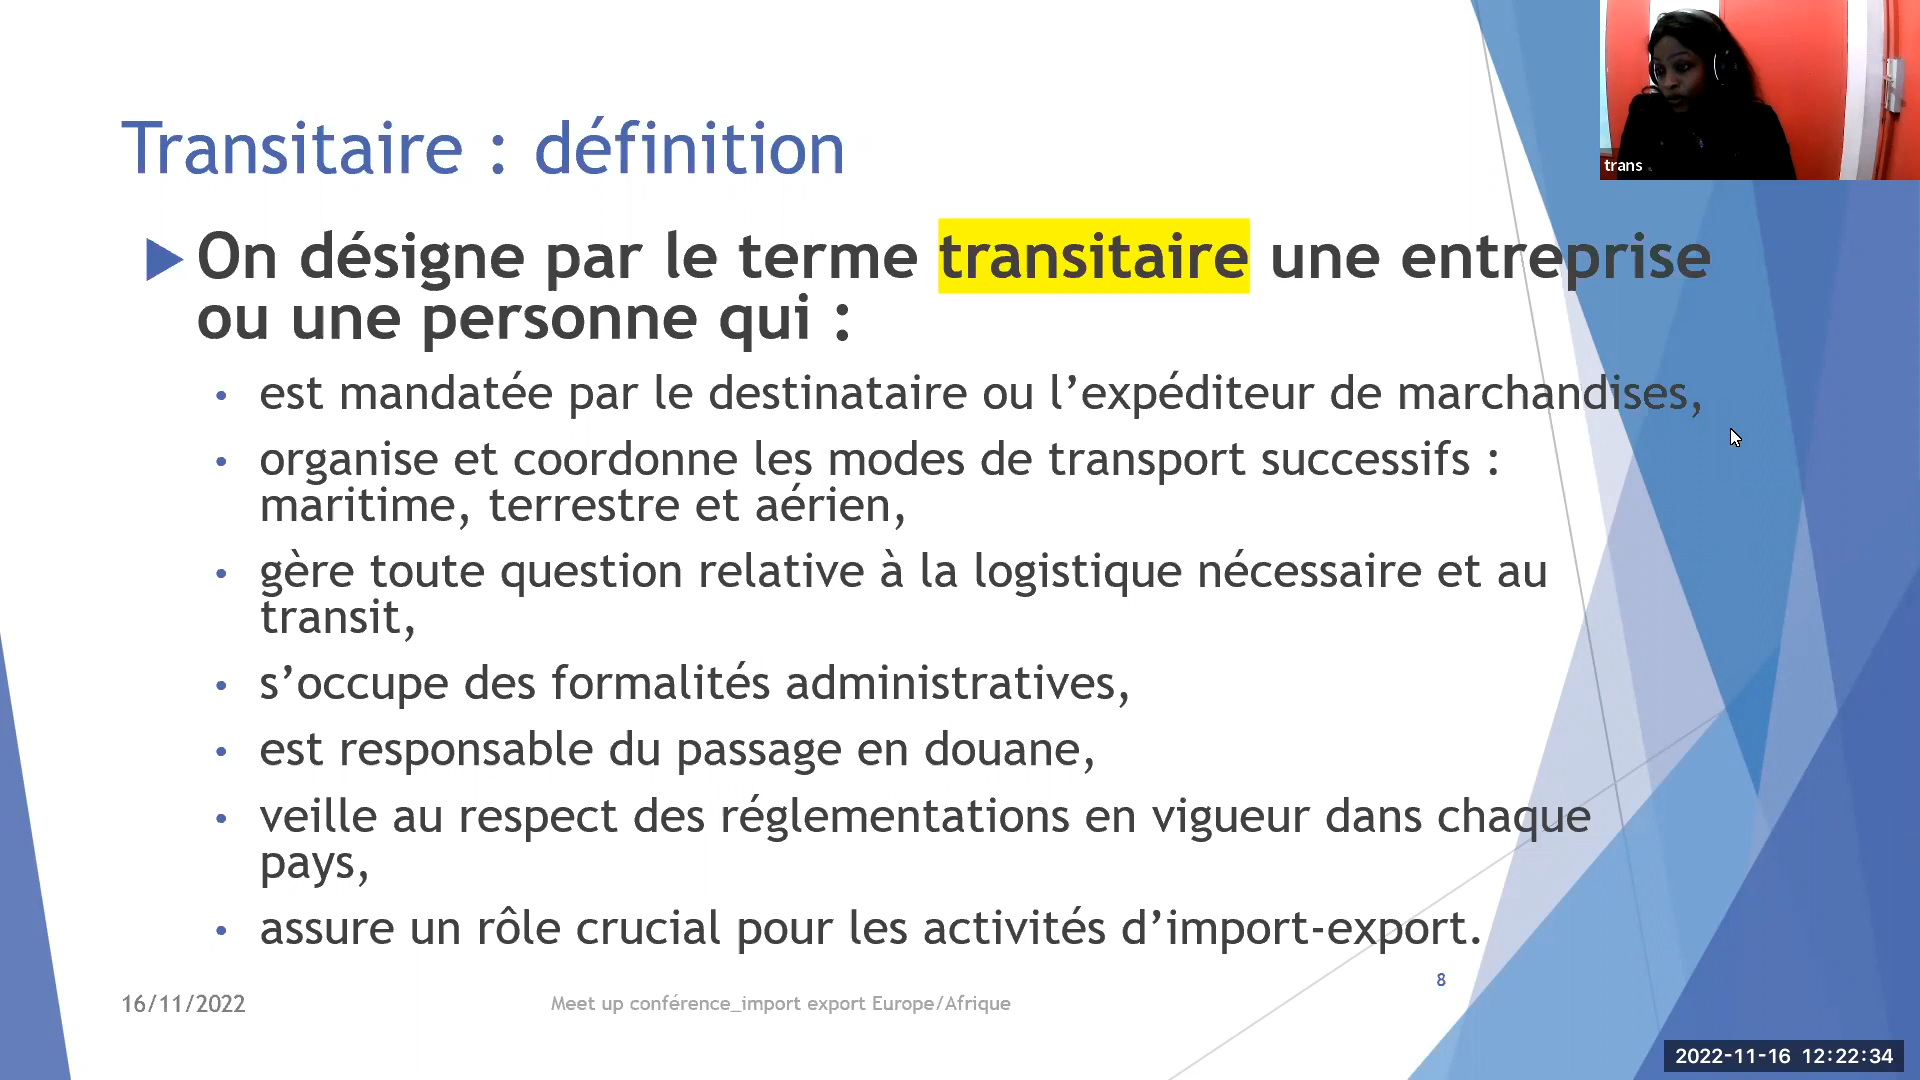 trans
Transitaire : définition
On désigne par le terme transitaire une entreprise
ou une personne qui :
• est mandatée par le destinataire ou l’expéditeur de marchandises,
• organise et coordonne les modes de transport successifs :
maritime, terrestre et aérien,
• gère toute question relative à la logistique nécessaire et au
transit,
• s’occupe des formalités administratives,
• est responsable du passage en douane,
• veille au respect des réglementations en vigueur dans chaque
pays,
• assure un rôle crucial pour les activités d’import-export.
8
16/11/2022
Meet up conférence_import export Europe/Afrique
2022-11-16 12:22:34